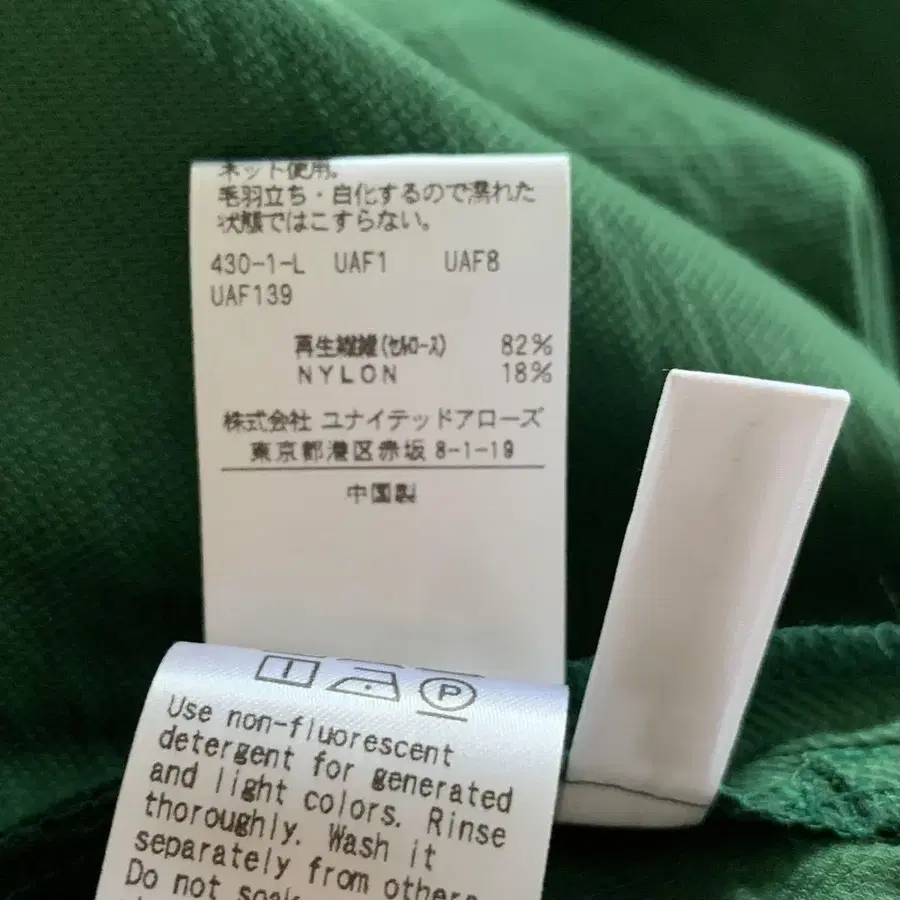 ネット使用。
毛羽立ち・白化するので濡れた
状態ではこすらない。
430-1-L UAF1 UAF8
UAF139
再生繊維(セルロース) 82%
NYLON 18%
株式会社 ユナイテッドアローズ
東京都港区赤坂 8-1-19
中国製
P
Use non-fluorescent
detergent for generated
and light colors. Rinse
thoroughly. Wash it
separately from others.
Do not soak